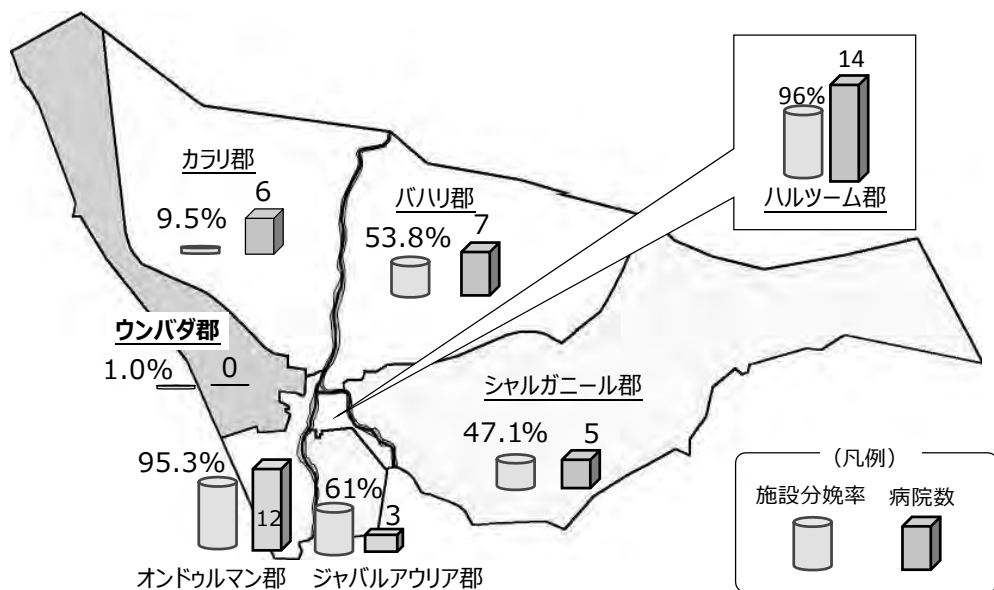 14
96%
ハルツーム郡
カラリ郡
6
9.5%
バハリ郡
7
53.8%
ウンバダ郡
1.0%
0
シャルガニール郡
47.1%
5
95.3%
12
61%
3
オンドゥルマン郡
ジャバルアウリア郡
(凡例)
施設分娩率 病院数